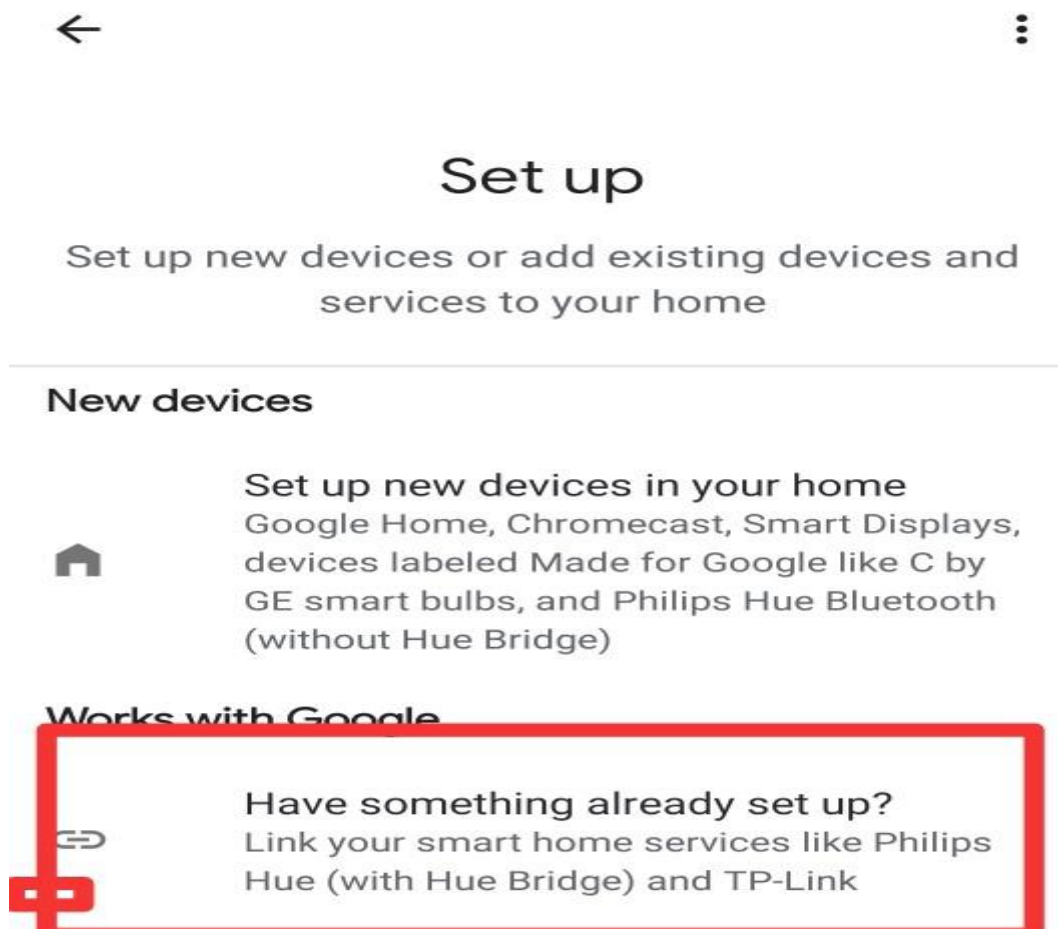 Set up
Set up new devices or add existing devices and
services to your home
New devices
Set up new devices in your home
Google Home, Chromecast, Smart Displays,
devices labeled Made for Google like C by
GE smart bulbs, and Philips Hue Bluetooth
(without Hue Bridge)
Works with Google
Have something already set up?
Link your smart home services like Philips
Hue (with Hue Bridge) and TP-Link